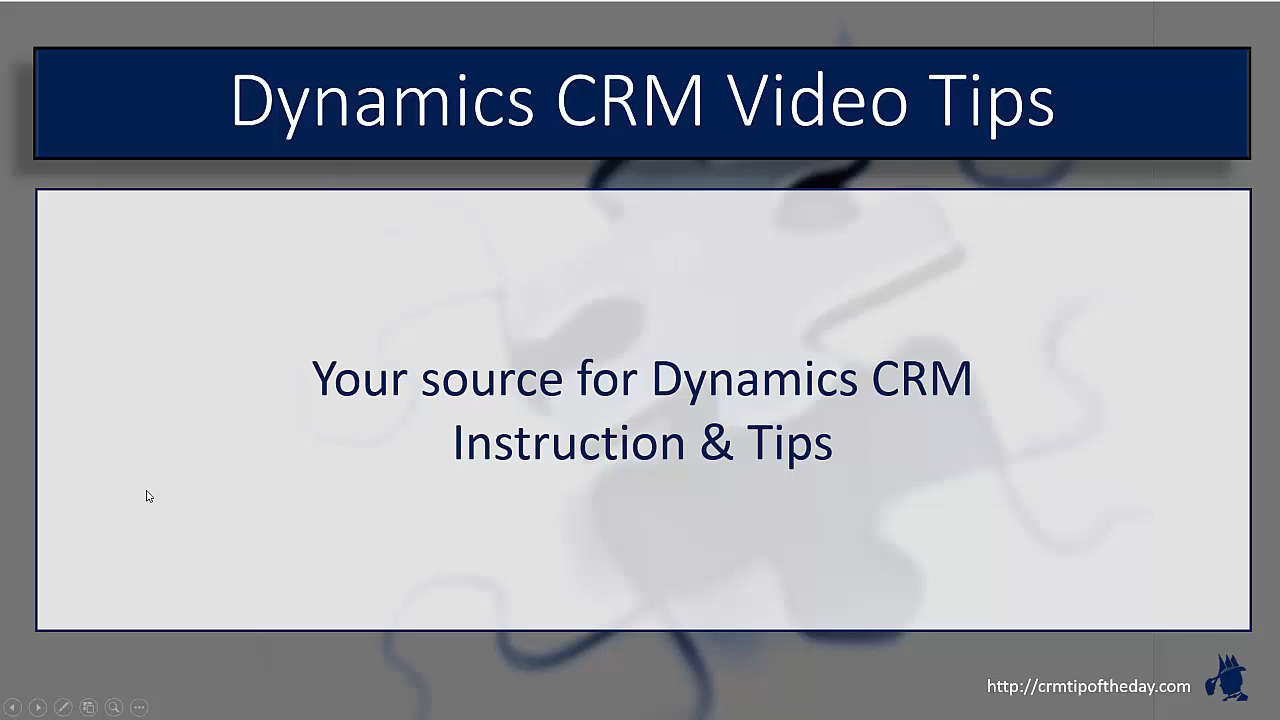 Dynamics CRM Video Tips
Your source for Dynamics CRM
Instruction & Tips
http://crmtipoftheday.com